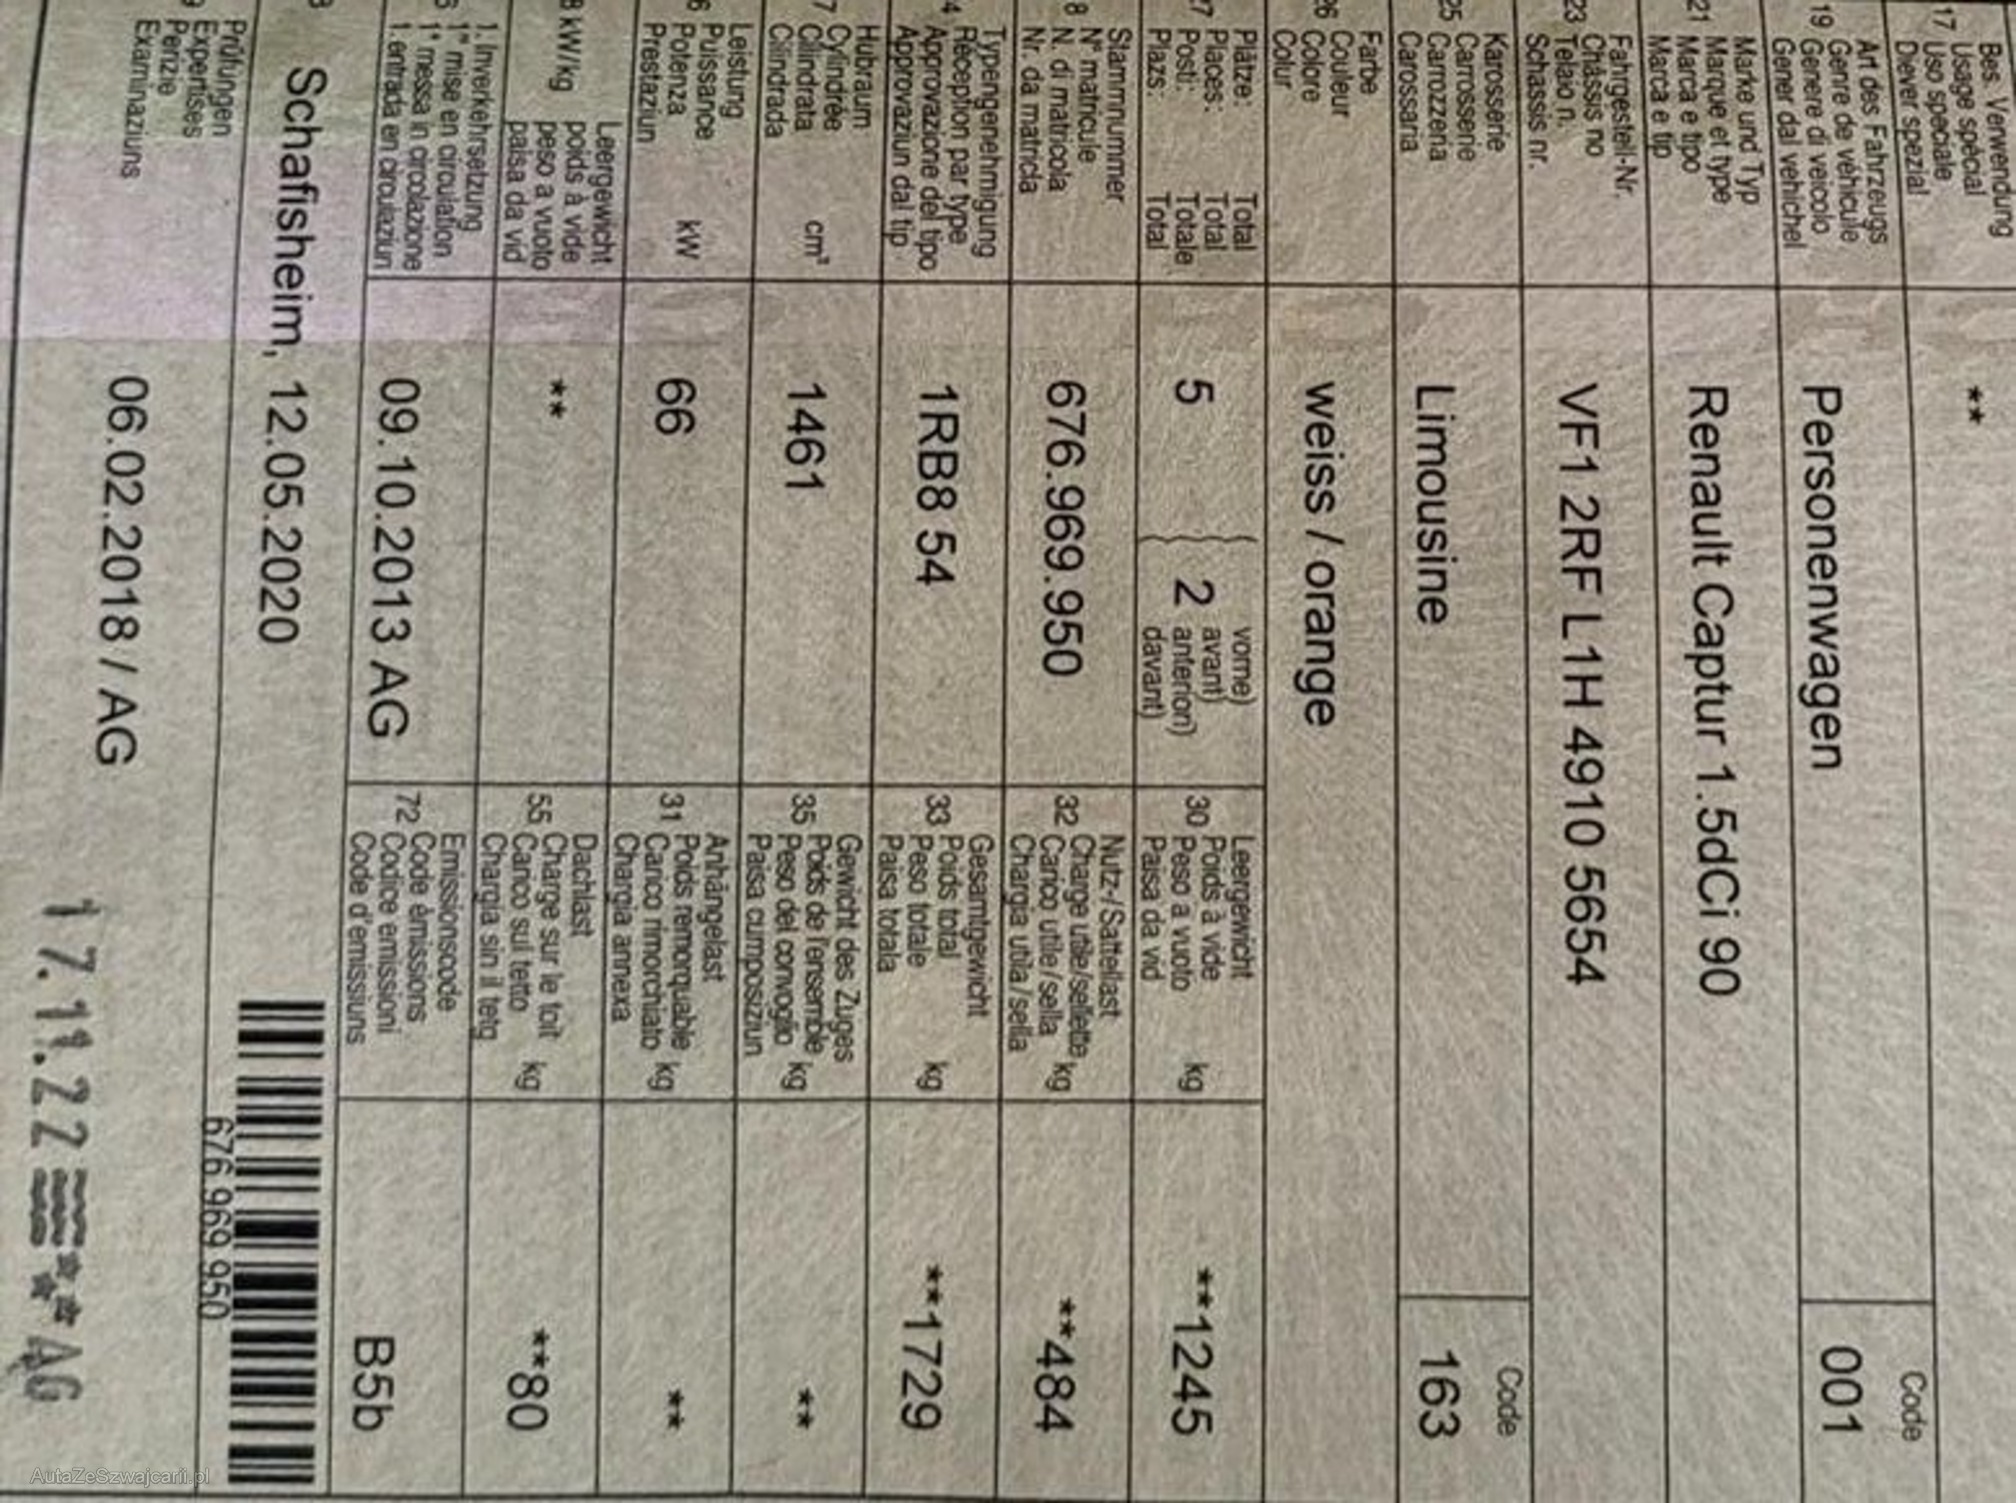 Bes. Verwendung
Usage spécial
17 Uso speciale
Diever spezial
**
Art des Fahrzeugs
Genre de véhicule
19 Genere di veicolo
Gener dal vehichel
Personenwagen
Code
001
Marke und Typ
Marque et type
21 Marca e tipo
Marca e tip
Renault Captur 1.5dCi 90
Fahrgestell-Nr.
Châssis no
23 Telaio n.
Schassis nr.
VF1 2RF L1H 4910 5654
Karosserie
Carrosserie
25 Carrozzeria
Carossaria
Limousine
Code
163
Farbe
Couleur
26 Colore
Colur
weiss / orange
Plätze: Total
Places: Total
27 Posti: Totale
Plazs: Total
5
vorne)
avant)
2 anteriori)
davant)
Leergewicht
Poids à vide
30 Peso a vuoto kg
Paisa da vid
**1245
Stammnummer
N° matricule
8 N. di matricola
Nr. da matricla
676.969.950
Nutz-/Sattellast
Charge utile/sellette
32 Carico utile/sella kg
Chargia utila/sella
**484
Typengenehmigung
Réception par type
4 Approvazione del tipo
Approvaziun dal tip
1RB8 54
Gesamtgewicht
Poids total
33 Peso totale kg
Paisa totala
**1729
Hubraum
Cylindrée
7 Cilindrata cm³
Cilindrada
1461
Gewicht des Zuges
Poids de l'ensemble
35 Peso del convoglio kg
Paisa cumposiziun
**
Leistung
Puissance
6 Potenza kW
Prestaziun
66
Anhängelast
Poids remorquable
31 Carico rimorchiato kg
Chargia annexa
**
Leergewicht
8 kW/kg poids à vide
peso a vuoto
paisa da vid
**
Dachlast
Charge sur le toit
55 Carico sul tetto kg
Chargia sin il tetg
**80
1. Inverkehrsetzung
6 1re mise en circulation
1a messa in circolazione
1. entrada en circulaziun
09.10.2013 AG
Emissionscode
72 Code émissions
Codice emissioni
Code d'emissiuns
B5b
Schafisheim, 12.05.2020
676 969 950
Prüfungen
Expertises
9 Perizie
Examinaziuns
06.02.2018 / AG
17.11.22 ** AG
AutaZeSzwajcarii.pl